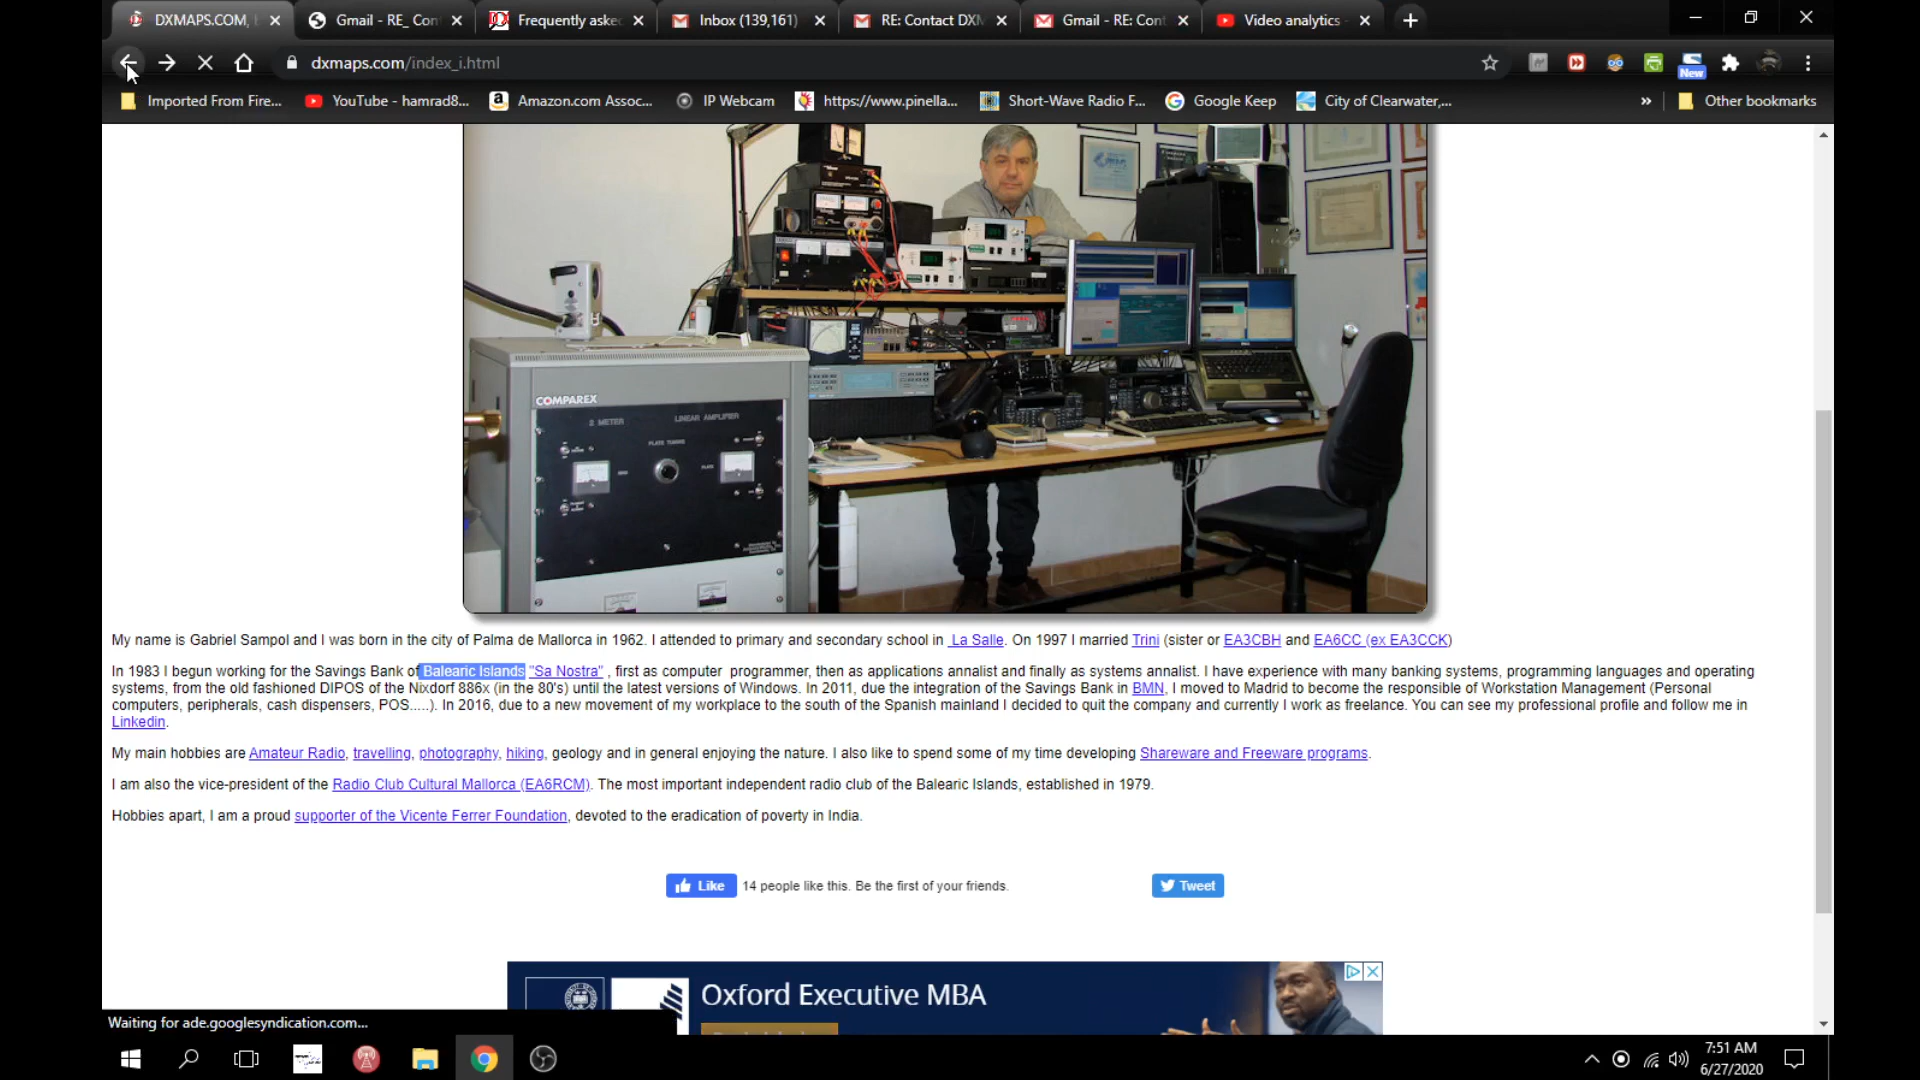 DXMAPS.COM,
Gmail - RE_ Con
Frequently aske
Inbox (139,161)
RE: Contact DXM
Gmail - RE: Cont
Video analytics -
dxmaps.com/index_i.html
New
Imported From Fire...
YouTube - hamrad8...
Amazon.com Assoc...
IP Webcam
https://www.pinella...
Short-Wave Radio F...
Google Keep
City of Clearwater,...
»
Other bookmarks
COMPAREX
2 METER
LINEAR AMPLIFIER
PLATE TUNING
My name is Gabriel Sampol and I was born in the city of Palma de Mallorca in 1962. I attended to primary and secondary school in La Salle. On 1997 I married Trini (sister or EA3CBH and EA6CC (ex EA3CCK)
In 1983 I begun working for the Savings Bank of Balearic Islands "Sa Nostra" , first as computer programmer, then as applications annalist and finally as systems annalist. I have experience with many banking systems, programming languages and operating
systems, from the old fashioned DIPOS of the Nixdorf 886x (in the 80's) until the latest versions of Windows. In 2011, due the integration of the Savings Bank in BMN, I moved to Madrid to become the responsible of Workstation Management (Personal
computers, peripherals, cash dispensers, POS.....). In 2016, due to a new movement of my workplace to the south of the Spanish mainland I decided to quit the company and currently I work as freelance. You can see my professional profile and follow me in
Linkedin.
My main hobbies are Amateur Radio, travelling, photography, hiking, geology and in general enjoying the nature. I also like to spend some of my time developing Shareware and Freeware programs.
I am also the vice-president of the Radio Club Cultural Mallorca (EA6RCM). The most important independent radio club of the Balearic Islands, established in 1979.
Hobbies apart, I am a proud supporter of the Vicente Ferrer Foundation, devoted to the eradication of poverty in India.
Like
14 people like this. Be the first of your friends.
Tweet
Oxford Executive MBA
Waiting for ade.googlesyndication.com...
7:51 AM
6/27/2020